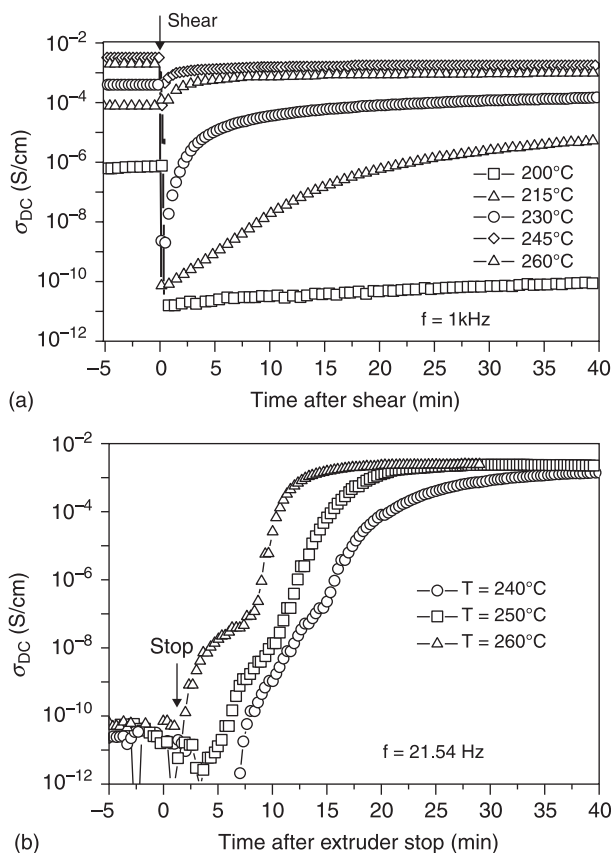 Shear
10⁻²
10⁻⁴
10⁻⁶
10⁻⁸
10⁻¹⁰
10⁻¹²
σDC (S/cm)
200°C
215°C
230°C
245°C
260°C
f = 1kHz
−5 0 5 10 15 20 25 30 35 40
(a) Time after shear (min)
10⁻²
10⁻⁴
10⁻⁶
10⁻⁸
10⁻¹⁰
10⁻¹²
σDC (S/cm)
Stop
T = 240°C
T = 250°C
T = 260°C
f = 21.54 Hz
−5 0 5 10 15 20 25 30 35 40
(b) Time after extruder stop (min)